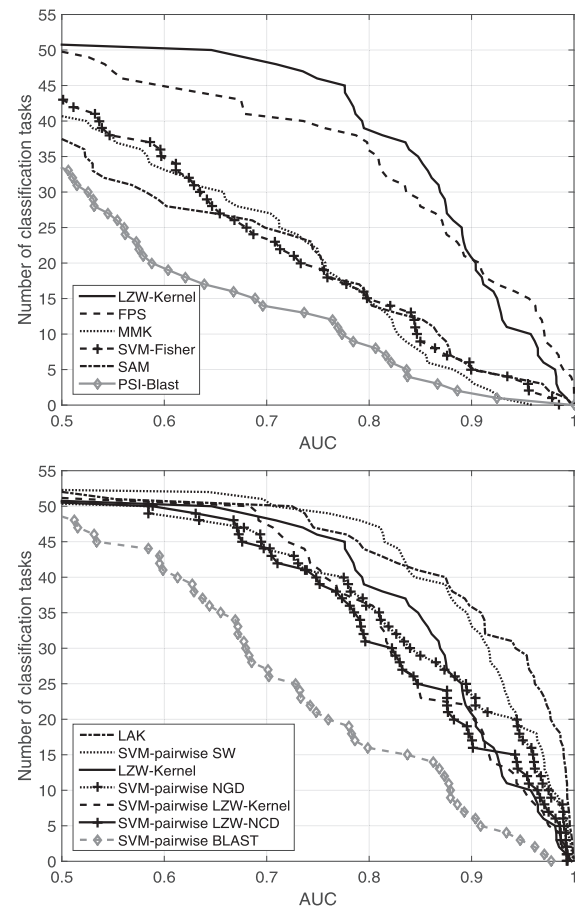 55
50
45
40
35
30
25
20
15
10
5
0
Number of classification tasks
LZW-Kernel
FPS
MMK
SVM-Fisher
SAM
PSI-Blast
0.5 0.6 0.7 0.8 0.9 1
AUC
55
50
45
40
35
30
25
20
15
10
5
0
Number of classification tasks
LAK
SVM-pairwise SW
LZW-Kernel
SVM-pairwise NGD
SVM-pairwise LZW-Kernel
SVM-pairwise LZW-NCD
SVM-pairwise BLAST
0.5 0.6 0.7 0.8 0.9 1
AUC